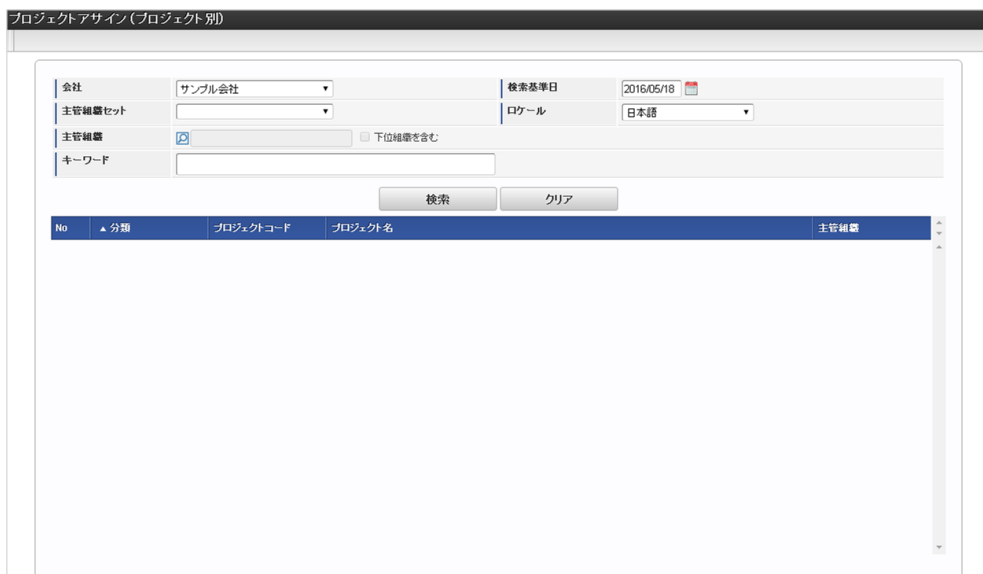 プロジェクトアサイン(プロジェクト別)
会社 サンプル会社 検索基準日 2016/05/18
主管組織セット ロケール 日本語
主管組織 下位組織を含む
キーワード
検索 クリア
No ▲ 分類 プロジェクトコード プロジェクト名 主管組織